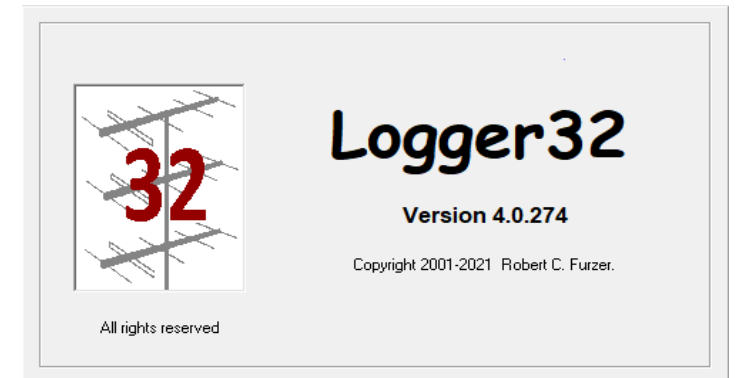 32
Logger32
Version 4.0.274
Copyright 2001-2021 Robert C. Furzer.
All rights reserved